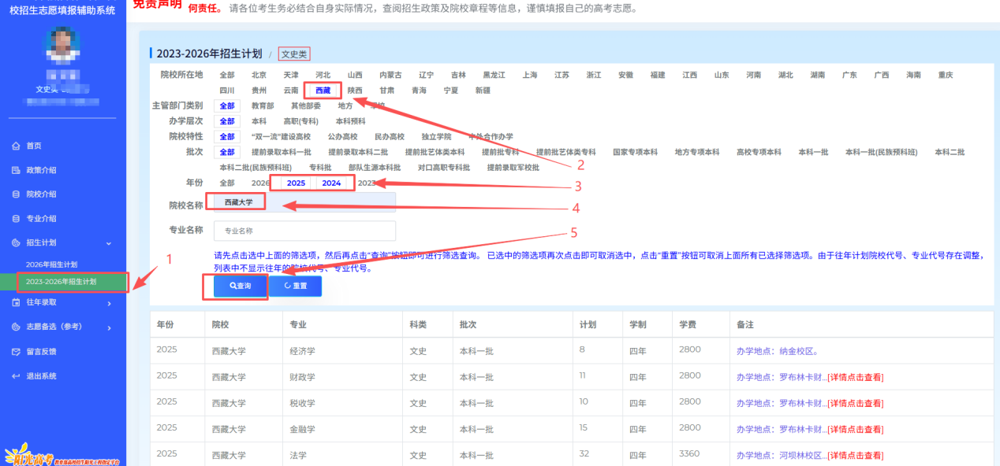 校招生志愿填报辅助系统
文史
首页
政策介绍
院校介绍
专业介绍
招生计划
2026年招生计划
2023-2026年招生计划
往年录取
志愿备选（参考）
留言反馈
退出系统
阳光高考
免责声明 何责任。 请各位考生务必结合自身实际情况，查阅招生政策及院校章程等信息，谨慎填报自己的高考志愿。
2023-2026年招生计划 / 文史类
院校所在地 全部 北京 天津 河北 山西 内蒙古 辽宁 吉林 黑龙江 上海 江苏 浙江 安徽 福建 江西 山东 河南 湖北 湖南 广东 广西 海南 重庆
四川 贵州 云南 西藏 陕西 甘肃 青海 宁夏 新疆
主管部门类别 全部 教育部 其他部委 地方
办学层次 全部 本科 高职(专科) 本科预科
院校特性 全部 “双一流”建设高校 公办高校 民办高校 独立学院 中外合作办学
批次 全部 提前录取本科一批 提前录取本科二批 提前批艺体类本科 提前批专科 提前批艺体类专科 国家专项本科 地方专项本科 高校专项本科 本科一批 本科一批(民族预科班) 本科二批
本科二批(民族预科班) 专科批 部队生源本科批 对口高职专科批 提前录取军校批
年份 全部 2026 2025 2024 2023
院校名称 西藏大学
专业名称 专业名称
请先点击选中上面的筛选项，然后再点击“查询”按钮即可进行筛选查询。 已选中的筛选项再次点击即可取消选中，点击“重置”按钮可取消上面所有已选择筛选项。由于往年计划院校代号、专业代号存在调整，
列表中不显示往年的院校代号、专业代号。
查询 重置
1
2
3
4
5
年份 院校 专业 科类 批次 计划 学制 学费 备注
2025 西藏大学 经济学 文史 本科一批 8 四年 2800 办学地点：纳金校区。
2025 西藏大学 财政学 文史 本科一批 11 四年 2800 办学地点：罗布林卡财...[详情点击查看]
2025 西藏大学 税收学 文史 本科一批 10 四年 2800 办学地点：罗布林卡财...[详情点击查看]
2025 西藏大学 金融学 文史 本科一批 15 四年 2800 办学地点：罗布林卡财...[详情点击查看]
2025 西藏大学 法学 文史 本科一批 32 四年 3360 办学地点：河坝林校区...[详情点击查看]